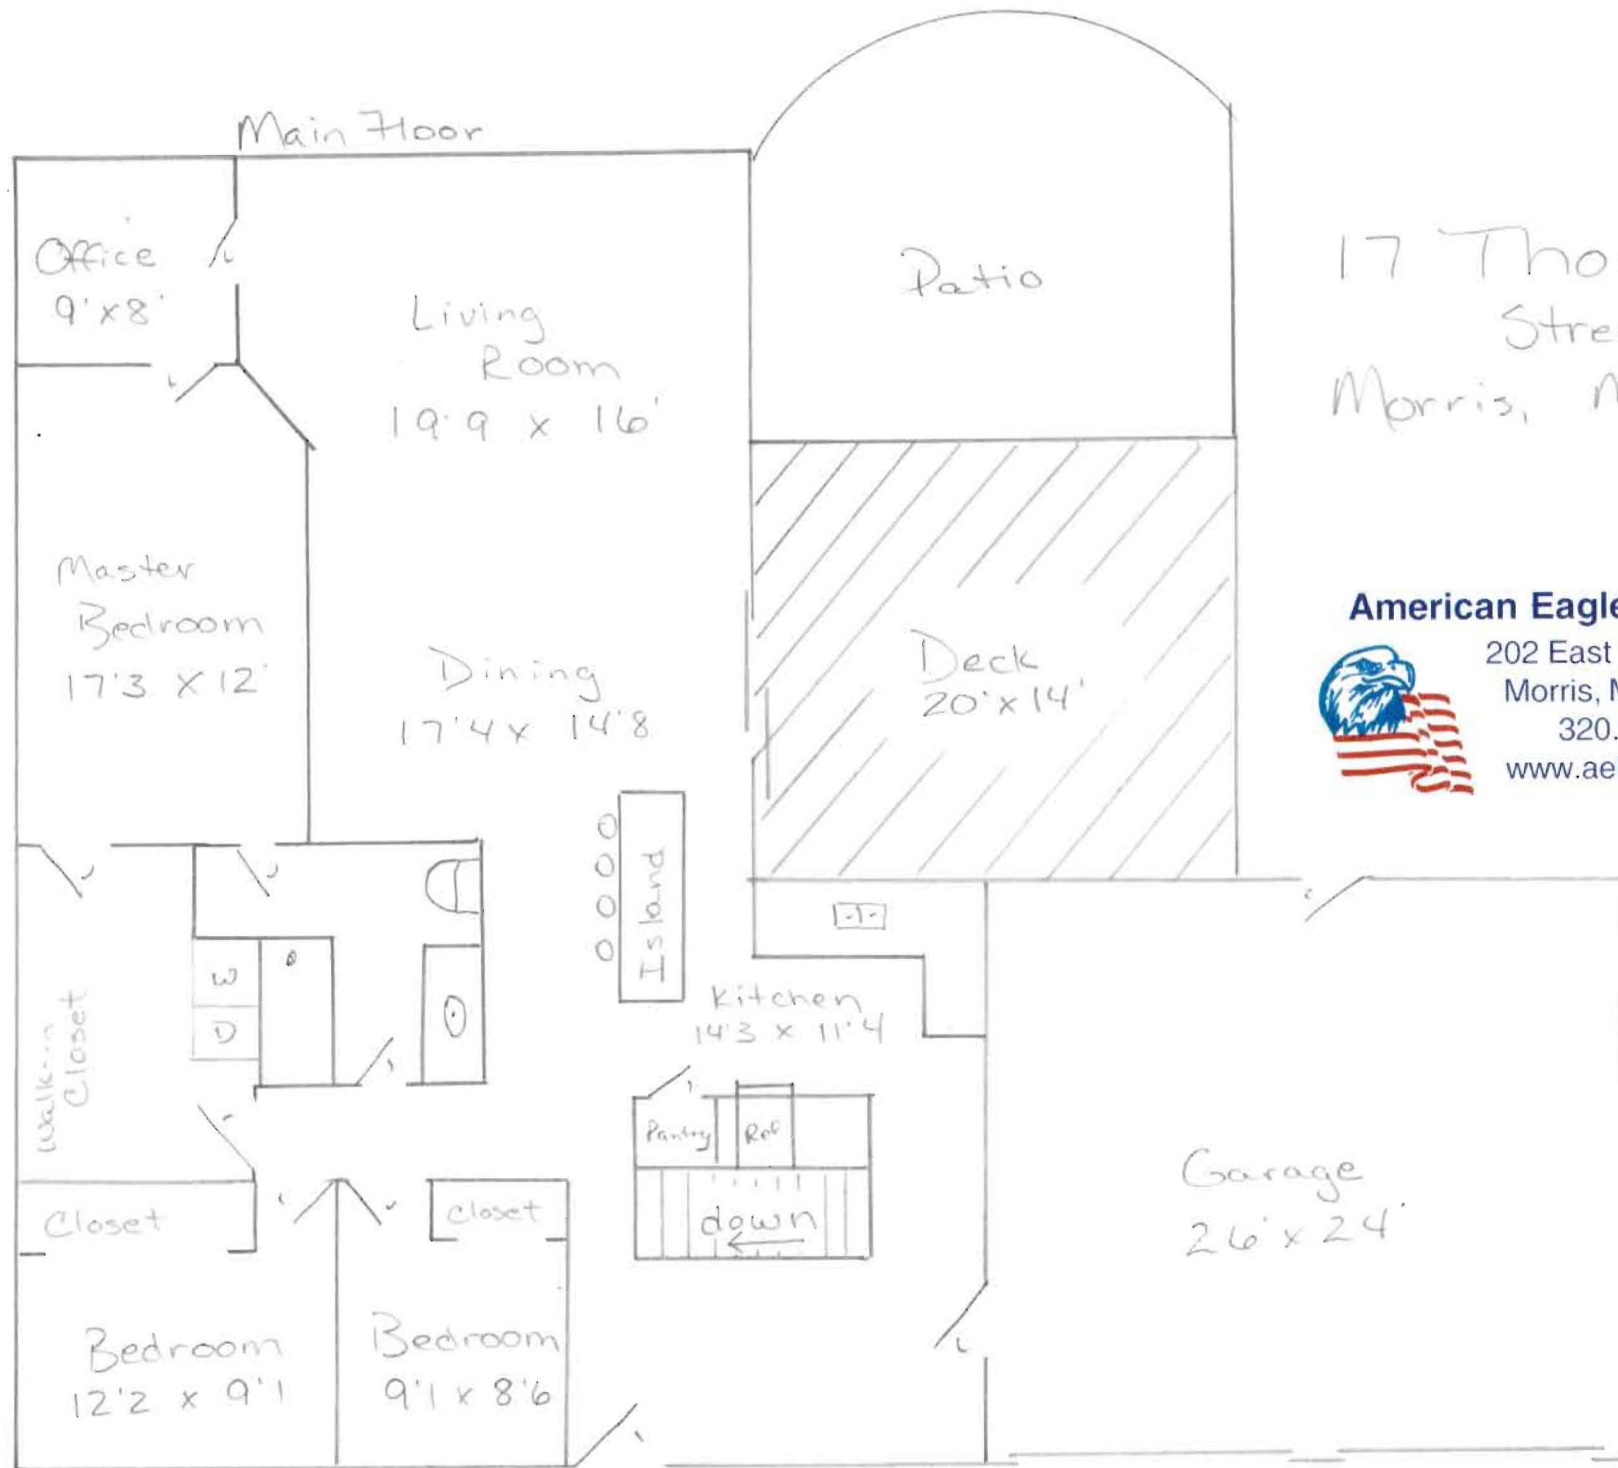 Main Floor
Office
9'x8'
Living
Room
19'9 x 16'
Patio
17 Tho
Stre
Morris, M
Master
Bedroom
17'3 x 12'
Dining
17'4 x 14'8
Deck
20'x14'
American Eagle
202 East
Morris, M
320.
www.ae
Island
Kitchen
14'3 x 11'4
W
D
Walk-in
Closet
Pantry
Ref
down
Closet
Closet
Bedroom
12'2 x 9'1
Bedroom
9'1 x 8'6
Garage
26'x24'